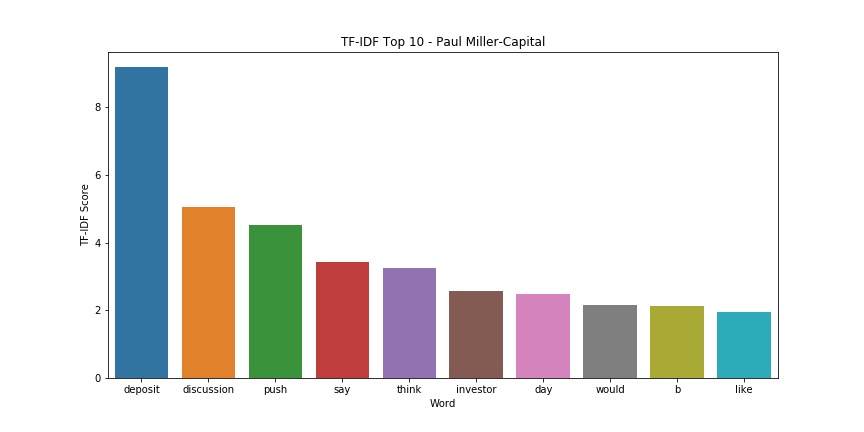 TF-IDF Top 10 - Paul Miller-Capital
TF-IDF Score
8
6
4
2
0
deposit discussion push say think investor day would b like
Word